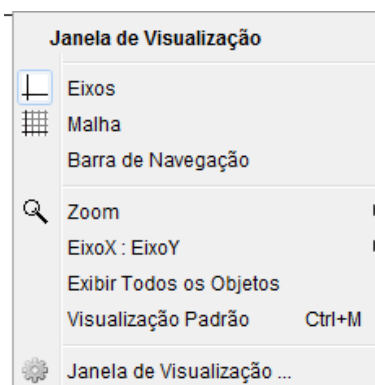 Janela de Visualização
Eixos
Malha
Barra de Navegação
Zoom
EixoX : EixoY
Exibir Todos os Objetos
Visualização Padrão Ctrl+M
Janela de Visualização ...